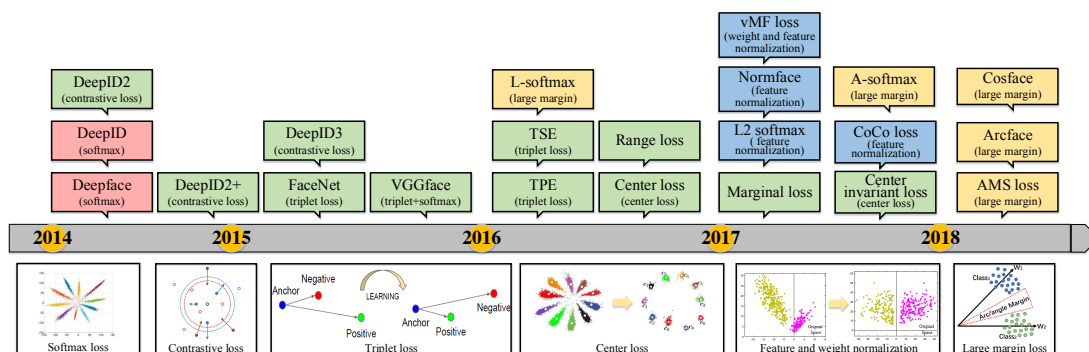 vMF loss
(weight and feature
normalization)
DeepID2
(contrastive loss)
L-softmax
(large margin)
Normface
(feature
normalization)
A-softmax
(large margin)
Cosface
(large margin)
DeepID
(softmax)
DeepID3
(contrastive loss)
TSE
(triplet loss)
Range loss
L2 softmax
( feature
normalization)
CoCo loss
(feature
normalization)
Arcface
(large margin)
Deepface
(softmax)
DeepID2+
(contrastive loss)
FaceNet
(triplet loss)
VGGface
(triplet+softmax)
TPE
(triplet loss)
Center loss
(center loss)
Marginal loss
Center
invariant loss
(center loss)
AMS loss
(large margin)
2014 2015 2016 2017 2018
Softmax loss
Contrastive loss
Negative
Anchor
Positive
LEARNING
Negative
Anchor
Positive
Triplet loss
Center loss
Original
Space
Original
Space
Feature and weight normalization
Class1
W1
Arc/angle Margin
W2
Class2
Large margin loss